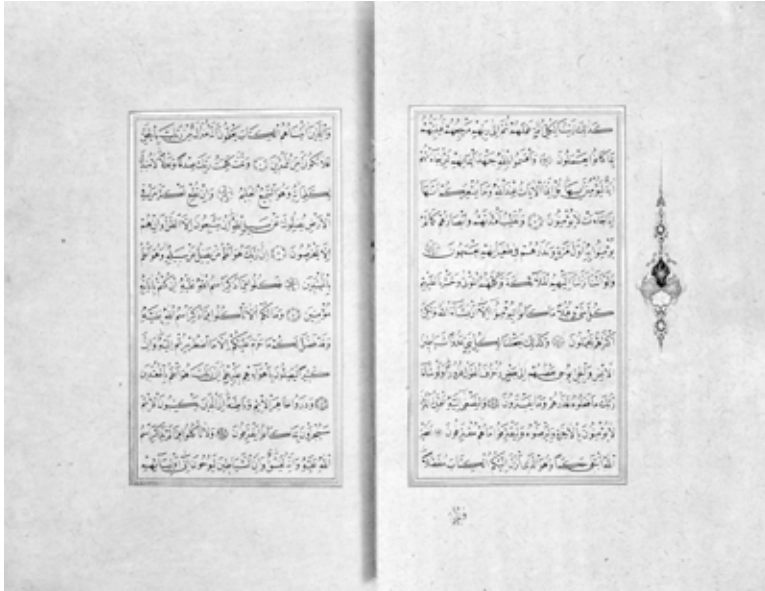 كذلك زينا لكل أمة عملهم ثم إلى ربهم مرجعهم فينبئهم
بما كانوا يعملون وأقسموا بالله جهد أيمانهم لئن جاءتهم
آية ليؤمنن بها قل إنما الآيات عند الله وما يشعركم أنها
إذا جاءت لا يؤمنون ونقلب أفئدتهم وأبصارهم كما لم
يؤمنوا به أول مرة ونذرهم في طغيانهم يعمهون
ولو أننا نزلنا إليهم الملائكة وكلمهم الموتى وحشرنا عليهم
كل شيء قبلا ما كانوا ليؤمنوا إلا أن يشاء الله ولكن
أكثرهم يجهلون وكذلك جعلنا لكل نبي عدوا شياطين
الإنس والجن يوحي بعضهم إلى بعض زخرف القول غرورا ولو شاء
ربك ما فعلوه فذرهم وما يفترون ولتصغى إليه أفئدة الذين
لا يؤمنون بالآخرة وليرضوه وليقترفوا ما هم مقترفون أفغير
الله أبتغي حكما وهو الذي أنزل إليكم الكتاب مفصلا
والذين آتيناهم الكتاب يعلمون أنه منزل من ربك بالحق
فلا تكونن من الممترين وتمت كلمت ربك صدقا وعدلا لا مبدل
لكلماته وهو السميع العليم وإن تطع أكثر من في
الأرض يضلوك عن سبيل الله إن يتبعون إلا الظن وإن هم
إلا يخرصون إن ربك هو أعلم من يضل عن سبيله وهو أعلم
بالمهتدين فكلوا مما ذكر اسم الله عليه إن كنتم بآياته
مؤمنين وما لكم ألا تأكلوا مما ذكر اسم الله عليه
وقد فصل لكم ما حرم عليكم إلا ما اضطررتم إليه وإن
كثيرا ليضلون بأهوائهم بغير علم إن ربك هو أعلم بالمعتدين
وذروا ظاهر الإثم وباطنه إن الذين يكسبون الإثم
سيجزون بما كانوا يقترفون ولا تأكلوا مما لم يذكر اسم
الله عليه وإنه لفسق وإن الشياطين ليوحون إلى أوليائهم